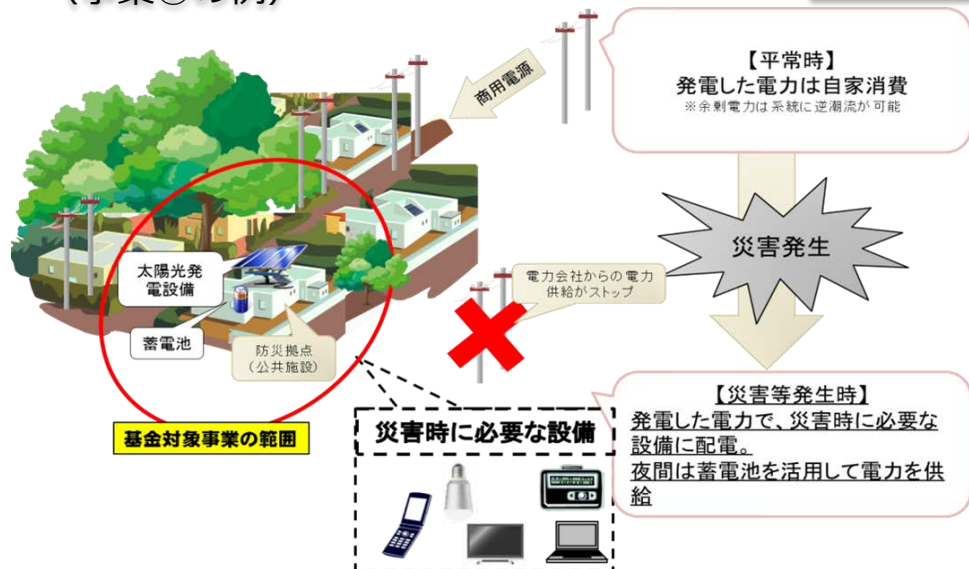 の例)
【平常時】
発電した電力は自家消費
※余剰電力は系統に逆潮流が可能
商用電源
災害発生
太陽光発
電設備
蓄電池
防災拠点
(公共施設)
電力会社からの電力
供給がストップ
基金対象事業の範囲
災害時に必要な設備
【災害等発生時】
発電した電力で、災害時に必要な
設備に配電。
夜間は蓄電池を活用して電力を供
給